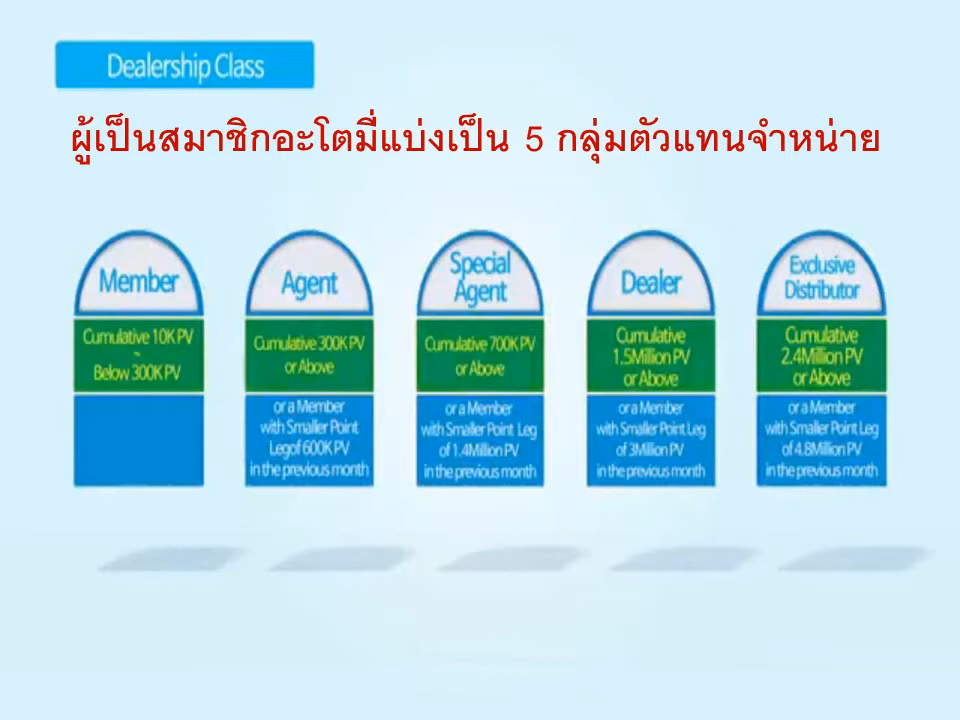 Dealership Class
ผู้เป็นสมาชิกอะโตมี่แบ่งเป็น 5 กลุ่มตัวแทนจำหน่าย
Member
Cumulative 10K PV
~
Below 300K PV
Agent
Cumulative 300K PV
or Above
or a Member
with Smaller Point
Legof 600K PV
in the previous month
Special
Agent
Cumulative 700K PV
or Above
or a Member
with Smaller Point Leg
of 1.4Million PV
in the previous month
Dealer
Cumulative
1.5Million PV
or Above
or a Member
with Smaller Point Leg
of 3Million PV
in the previous month
Exclusive
Distributor
Cumulative
2.4Million PV
or Above
or a Member
with Smaller Point Leg
of 4.8Million PV
in the previous month